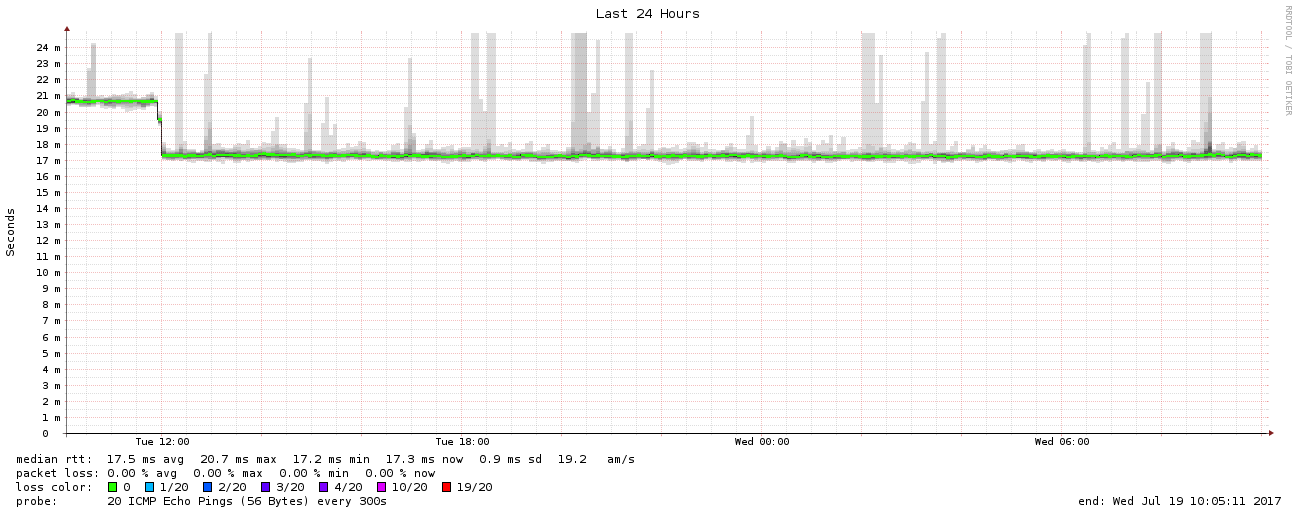 Last 24 Hours
RRDTOOL / TOBI OETIKER
Seconds
24 m
23 m
22 m
21 m
20 m
19 m
18 m
17 m
16 m
15 m
14 m
13 m
12 m
11 m
10 m
9 m
8 m
7 m
6 m
5 m
4 m
3 m
2 m
1 m
0
Tue 12:00 Tue 18:00 Wed 00:00 Wed 06:00
median rtt: 17.5 ms avg 20.7 ms max 17.2 ms min 17.3 ms now 0.9 ms sd 19.2 am/s
packet loss: 0.00 % avg 0.00 % max 0.00 % min 0.00 % now
loss color: 0 1/20 2/20 3/20 4/20 10/20 19/20
probe: 20 ICMP Echo Pings (56 Bytes) every 300s end: Wed Jul 19 10:05:11 2017